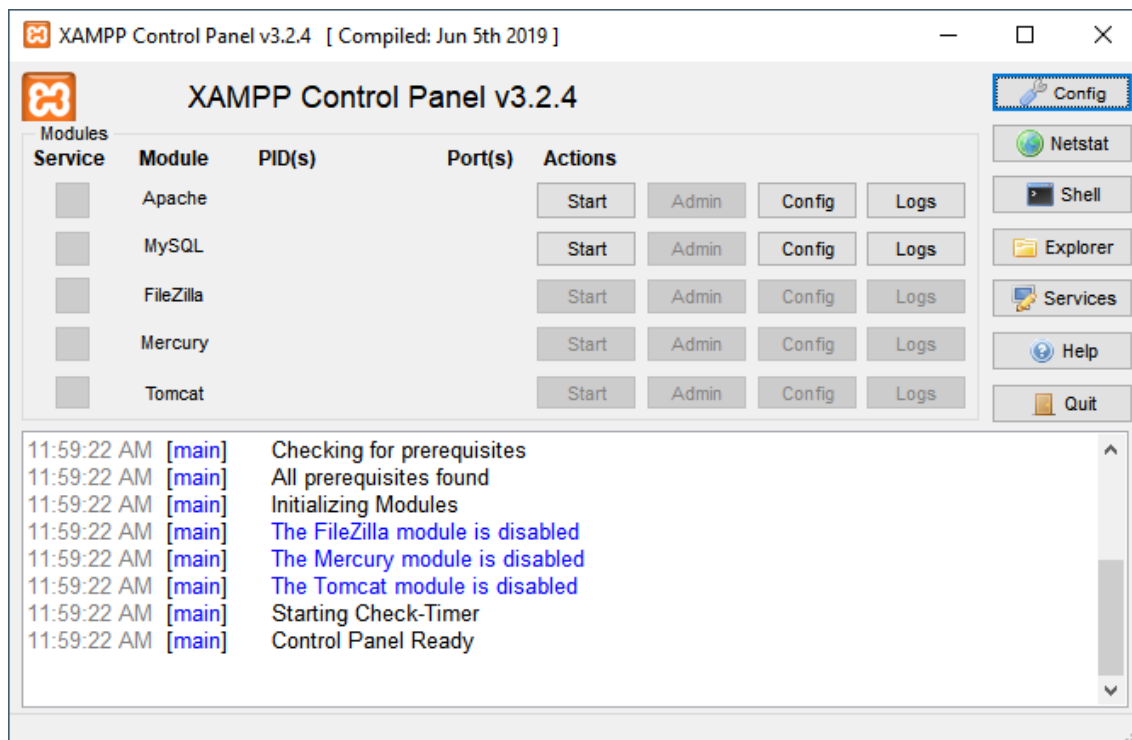 XAMPP Control Panel v3.2.4 [ Compiled: Jun 5th 2019 ]
XAMPP Control Panel v3.2.4
Config
Modules
Service Module PID(s) Port(s) Actions
Netstat
Apache Start Admin Config Logs
Shell
MySQL Start Admin Config Logs
Explorer
FileZilla Start Admin Config Logs
Services
Mercury Start Admin Config Logs
Help
Tomcat Start Admin Config Logs
Quit
11:59:22 AM [main] Checking for prerequisites
11:59:22 AM [main] All prerequisites found
11:59:22 AM [main] Initializing Modules
11:59:22 AM [main] The FileZilla module is disabled
11:59:22 AM [main] The Mercury module is disabled
11:59:22 AM [main] The Tomcat module is disabled
11:59:22 AM [main] Starting Check-Timer
11:59:22 AM [main] Control Panel Ready